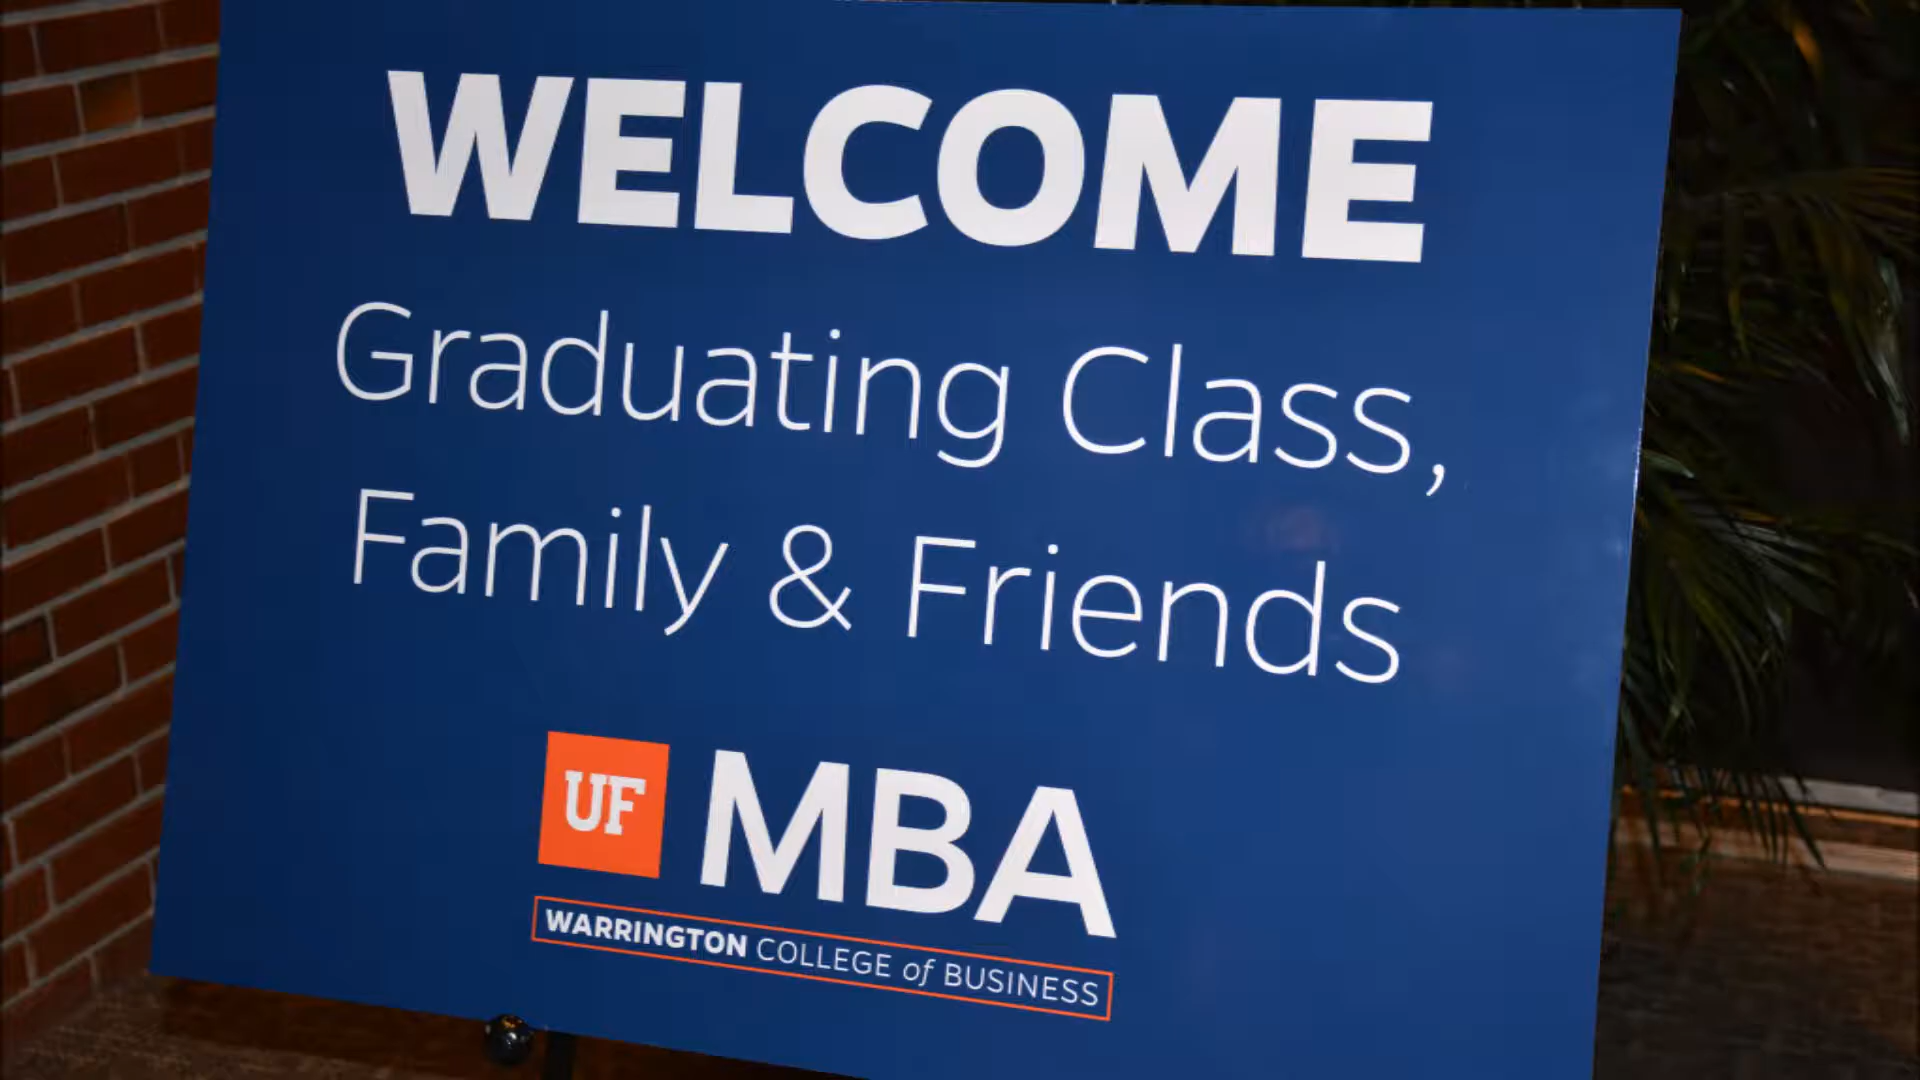 WELCOME
Graduating Class,
Family & Friends
UF MBA
WARRINGTON COLLEGE of BUSINESS